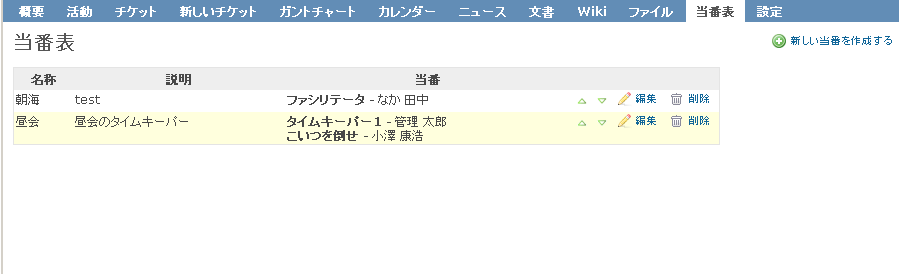 概要 活動 チケット 新しいチケット ガントチャート カレンダー ニュース 文書 Wiki ファイル 当番表 設定
当番表 新しい当番を作成する
名称 説明 当番
朝海 test ファシリテータ - なか 田中 編集 削除
昼会 昼会のタイムキーパー タイムキーパー１ - 管理 太郎 編集 削除
こいつを倒せ - 小澤 康浩